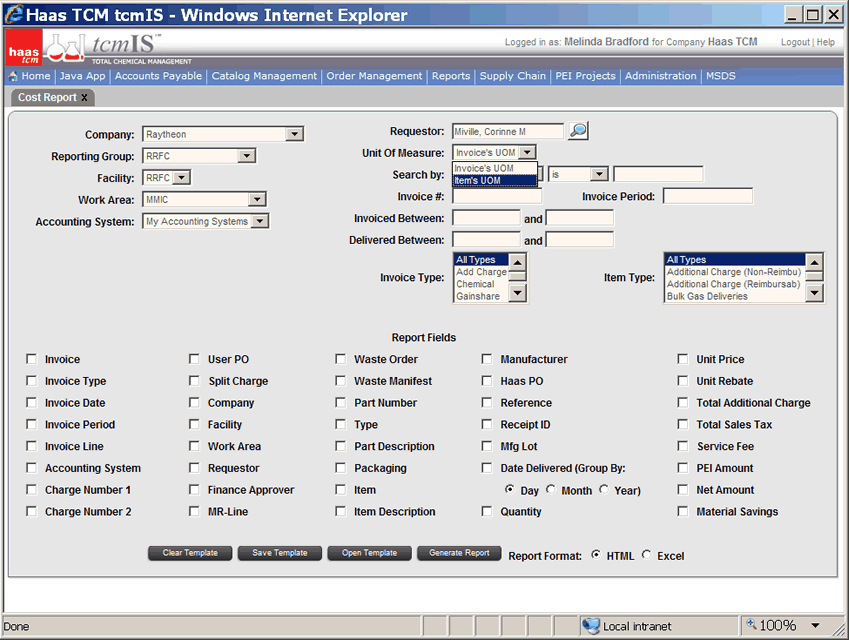 Haas TCM tcmIS - Windows Internet Explorer
haas tcm
tcmIS™
TOTAL CHEMICAL MANAGEMENT
Logged in as: Melinda Bradford for Company Haas TCM
Logout | Help
Home | Java App | Accounts Payable | Catalog Management | Order Management | Reports | Supply Chain | PEI Projects | Administration | MSDS
Cost Report x
Company: Raytheon
Requestor: Miville, Corinne M
Reporting Group: RRFC
Unit Of Measure: Invoice's UOM
Invoice's UOM
Item's UOM
Facility: RRFC
Search by: is
Work Area: MMIC
Invoice #:
Invoice Period:
Accounting System: My Accounting Systems
Invoiced Between: and
Delivered Between: and
Invoice Type:
All Types
Add Charge
Chemical
Gainshare
Item Type:
All Types
Additional Charge (Non-Reimbu)
Additional Charge (Reimbursab)
Bulk Gas Deliveries
Report Fields
Invoice User PO Waste Order Manufacturer Unit Price
Invoice Type Split Charge Waste Manifest Haas PO Unit Rebate
Invoice Date Company Part Number Reference Total Additional Charge
Invoice Period Facility Type Receipt ID Total Sales Tax
Invoice Line Work Area Part Description Mfg Lot Service Fee
Accounting System Requestor Packaging Date Delivered (Group By: PEI Amount
Charge Number 1 Finance Approver Item Day Month Year) Net Amount
Charge Number 2 MR-Line Item Description Quantity Material Savings
Clear Template Save Template Open Template Generate Report Report Format: HTML Excel
Done
Local intranet
100%